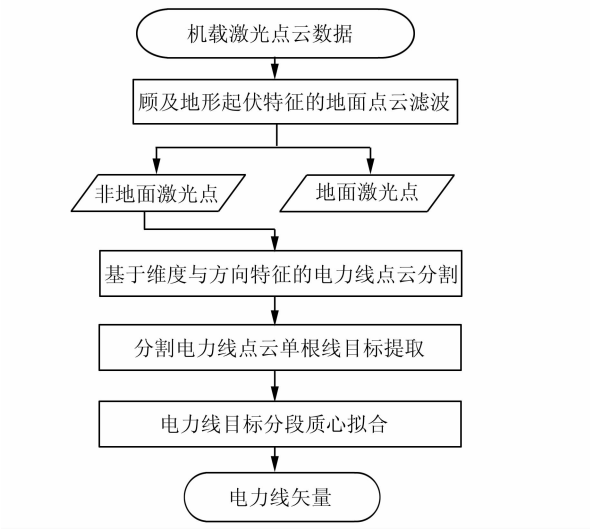 机载激光点云数据
顾及地形起伏特征的地面点云滤波
非地面激光点
地面激光点
基于维度与方向特征的电力线点云分割
分割电力线点云单根线目标提取
电力线目标分段质心拟合
电力线矢量